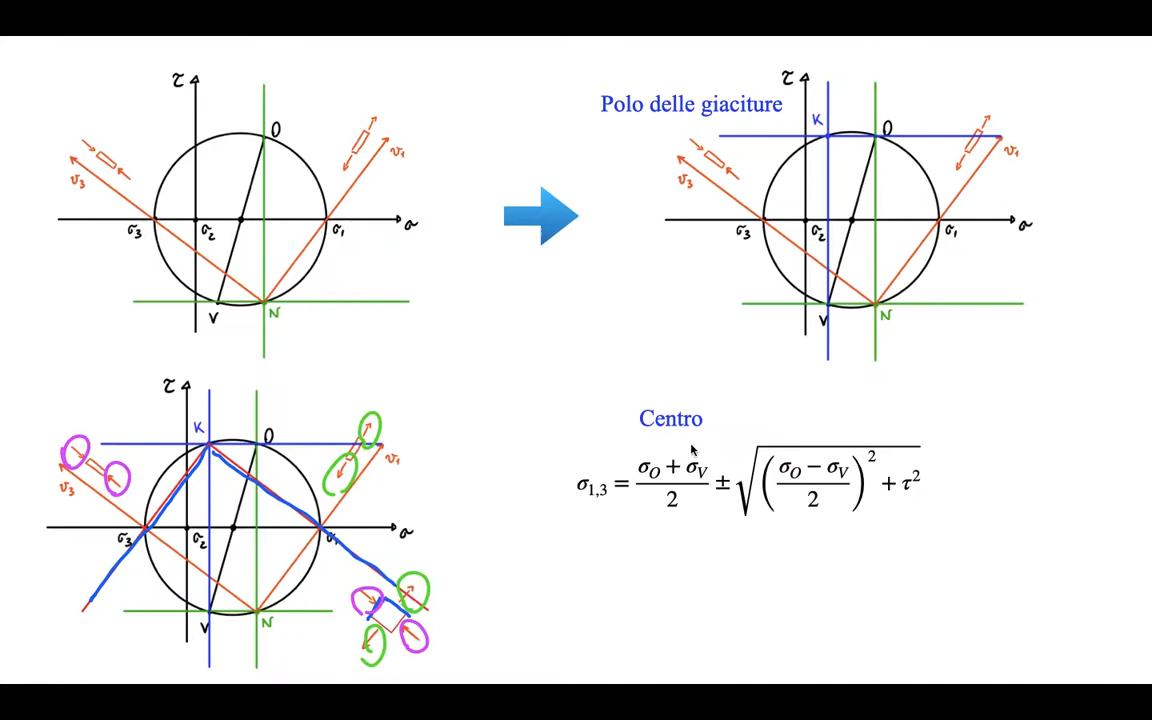 τ
O
v₁
v₃
σ₃
σ₂
σ₁
σ
V
N
Polo delle giaciture
τ
K
O
v₁
v₃
σ₃
σ₂
σ₁
σ
V
N
τ
K
O
v₁
v₃
σ₃
σ₂
σ₁
σ
V
N
Centro
σ₁,₃ = (σ_O + σ_V)/2 ± √(((σ_O − σ_V)/2)² + τ²)